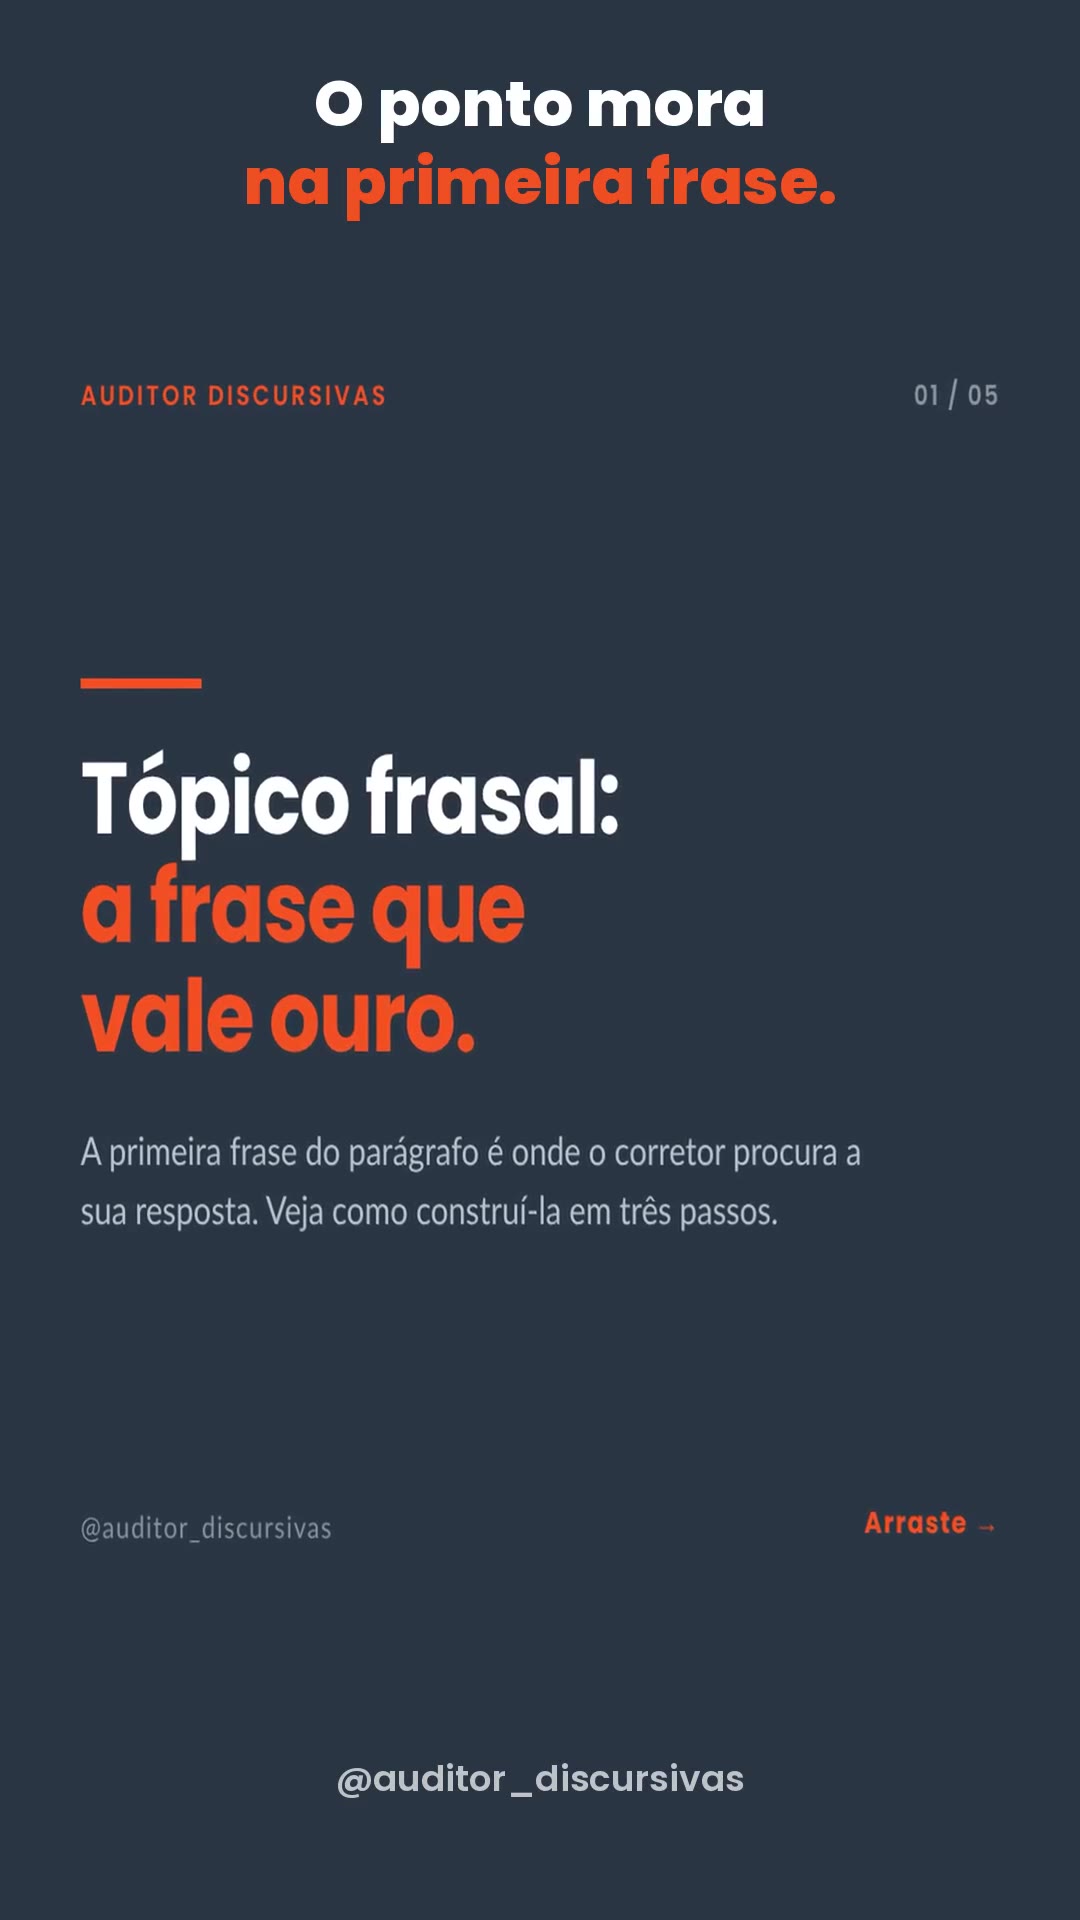 O ponto mora
na primeira frase.
AUDITOR DISCURSIVAS
01 / 05
Tópico frasal:
a frase que
vale ouro.
A primeira frase do parágrafo é onde o corretor procura a
sua resposta. Veja como construí-la em três passos.
@auditor_discursivas
Arraste →
@auditor_discursivas